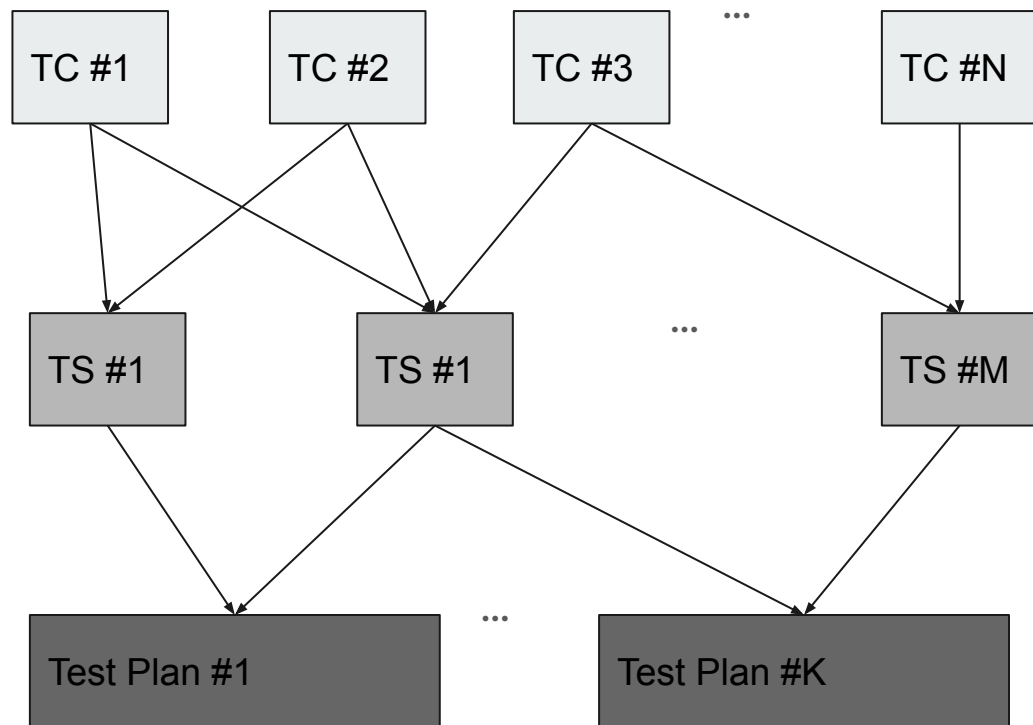 ...
TC #1
TC #2
TC #3
TC #N
...
TS #1
TS #1
TS #M
...
Test Plan #1
Test Plan #K